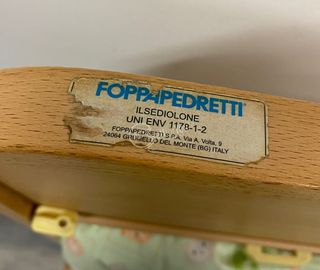 FOPPAPEDRETTI
ILSEDIOLONE
UNI ENV 1178-1-2
FOPPAPEDRETTI S.P.A. Via A. Volta, 9
24064 GRUMELLO DEL MONTE (BG) ITALY